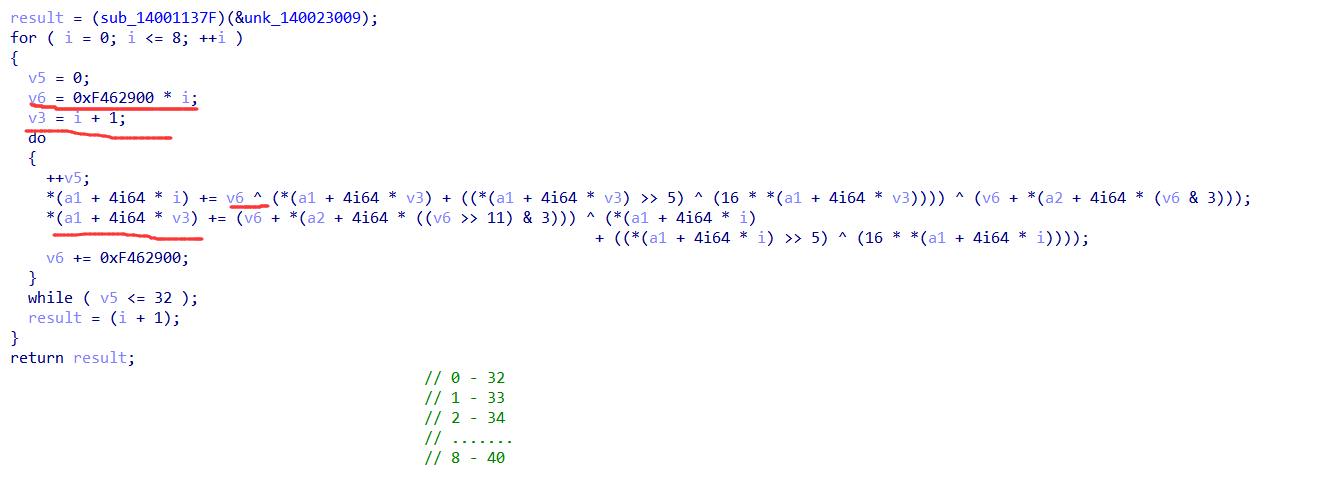 result = (sub_14001137F)(&unk_140023009);
for ( i = 0; i <= 8; ++i )
{
v5 = 0;
v6 = 0xF462900 * i;
v3 = i + 1;
do
{
++v5;
*(a1 + 4i64 * i) += v6 ^ (*(a1 + 4i64 * v3) + ((*(a1 + 4i64 * v3) >> 5) ^ (16 * *(a1 + 4i64 * v3)))) ^ (v6 + *(a2 + 4i64 * (v6 & 3)));
*(a1 + 4i64 * v3) += (v6 + *(a2 + 4i64 * ((v6 >> 11) & 3))) ^ (*(a1 + 4i64 * i)
+ ((*(a1 + 4i64 * i) >> 5) ^ (16 * *(a1 + 4i64 * i))));
v6 += 0xF462900;
}
while ( v5 <= 32 );
result = (i + 1);
}
return result;
// 0 - 32
// 1 - 33
// 2 - 34
// .......
// 8 - 40